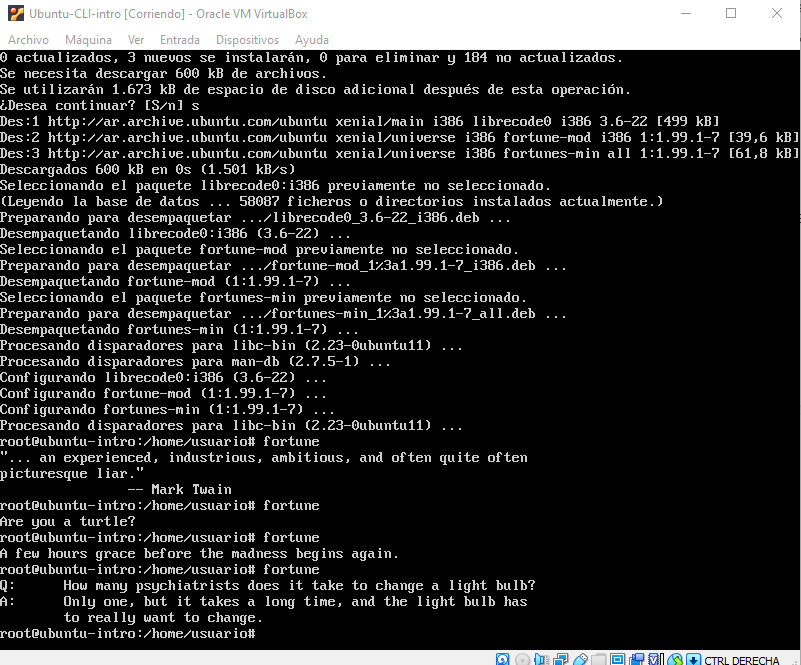 Ubuntu-CLI-intro [Corriendo] - Oracle VM VirtualBox
Archivo Máquina Ver Entrada Dispositivos Ayuda
0 actualizados, 3 nuevos se instalarán, 0 para eliminar y 184 no actualizados.
Se necesita descargar 600 kB de archivos.
Se utilizarán 1.673 kB de espacio de disco adicional después de esta operación.
¿Desea continuar? [S/n] s
Des:1 http://ar.archive.ubuntu.com/ubuntu xenial/main i386 librecode0 i386 3.6-22 [499 kB]
Des:2 http://ar.archive.ubuntu.com/ubuntu xenial/universe i386 fortune-mod i386 1:1.99.1-7 [39,6 kB]
Des:3 http://ar.archive.ubuntu.com/ubuntu xenial/universe i386 fortunes-min all 1:1.99.1-7 [61,8 kB]
Descargados 600 kB en 0s (1.501 kB/s)
Seleccionando el paquete librecode0:i386 previamente no seleccionado.
(Leyendo la base de datos ... 58087 ficheros o directorios instalados actualmente.)
Preparando para desempaquetar .../librecode0_3.6-22_i386.deb ...
Desempaquetando librecode0:i386 (3.6-22) ...
Seleccionando el paquete fortune-mod previamente no seleccionado.
Preparando para desempaquetar .../fortune-mod_1%3a1.99.1-7_i386.deb ...
Desempaquetando fortune-mod (1:1.99.1-7) ...
Seleccionando el paquete fortunes-min previamente no seleccionado.
Preparando para desempaquetar .../fortunes-min_1%3a1.99.1-7_all.deb ...
Desempaquetando fortunes-min (1:1.99.1-7) ...
Procesando disparadores para libc-bin (2.23-0ubuntu11) ...
Procesando disparadores para man-db (2.7.5-1) ...
Configurando librecode0:i386 (3.6-22) ...
Configurando fortune-mod (1:1.99.1-7) ...
Configurando fortunes-min (1:1.99.1-7) ...
Procesando disparadores para libc-bin (2.23-0ubuntu11) ...
root@ubuntu-intro:/home/usuario# fortune
"... an experienced, industrious, ambitious, and often quite often
picturesque liar."
-- Mark Twain
root@ubuntu-intro:/home/usuario# fortune
Are you a turtle?
root@ubuntu-intro:/home/usuario# fortune
A few hours grace before the madness begins again.
root@ubuntu-intro:/home/usuario# fortune
Q: How many psychiatrists does it take to change a light bulb?
A: Only one, but it takes a long time, and the light bulb has
to really want to change.
root@ubuntu-intro:/home/usuario#
CTRL DERECHA